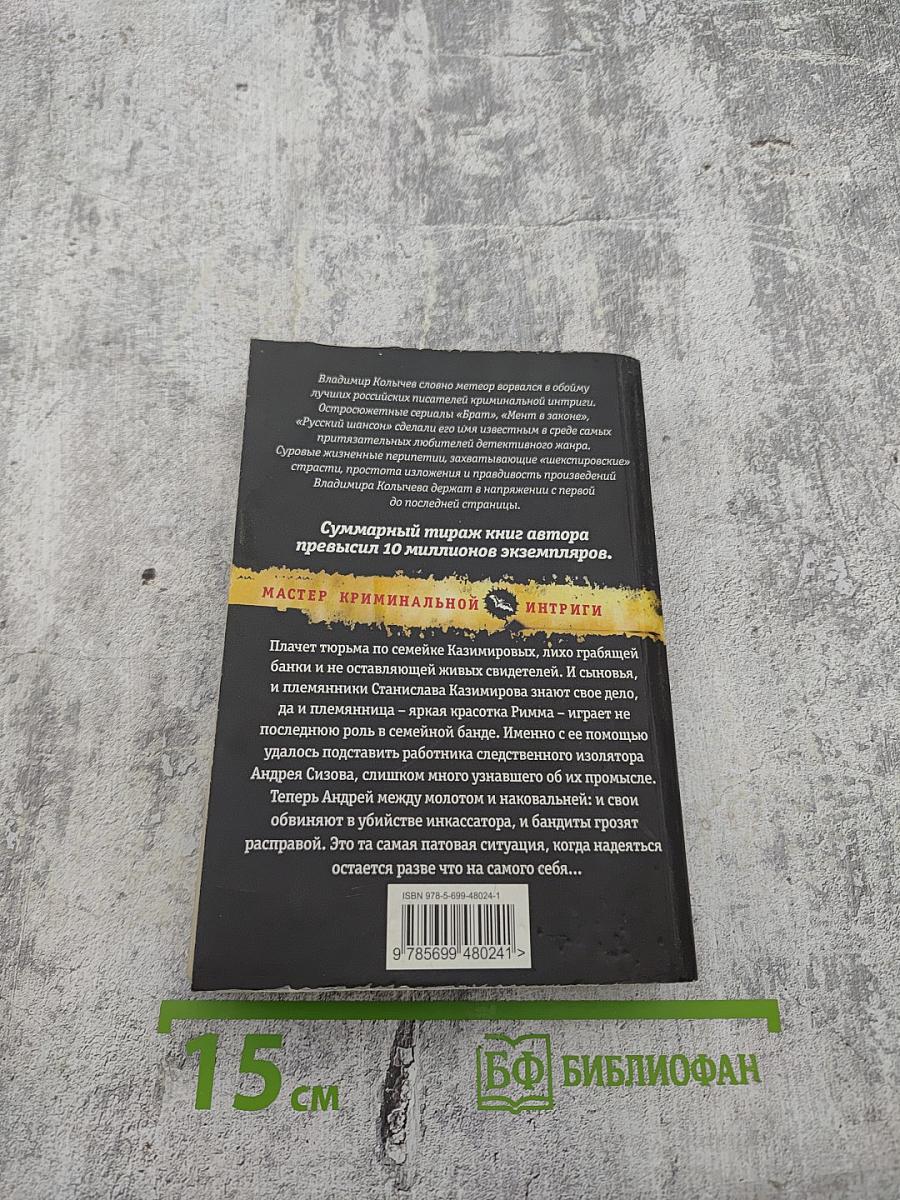 Владимир Колычев словно метеор ворвался в обойму
лучших российских писателей криминальной интриги.
Остросюжетные сериалы «Брат», «Мент в законе»,
«Русский шансон» сделали его имя известным в среде самых
притязательных любителей детективного жанра.
Суровые жизненные перипетии, захватывающие «шекспировские»
страсти, простота изложения и правдивость произведений
Владимира Колычева держат в напряжении с первой
до последней страницы.
Суммарный тираж книг автора
превысил 10 миллионов экземпляров.
МАСТЕР КРИМИНАЛЬНОЙ ИНТРИГИ
Плачет тюрьма по семейке Казимировых, лихо грабящей
банки и не оставляющей живых свидетелей. И сыновья,
и племянники Станислава Казимирова знают свое дело,
да и племянница – яркая красотка Римма – играет не
последнюю роль в семейной банде. Именно с ее помощью
удалось подставить работника следственного изолятора
Андрея Сизова, слишком много узнавшего об их промысле.
Теперь Андрей между молотом и наковальней: и свои
обвиняют в убийстве инкассатора, и бандиты грозят
расправой. Это та самая патовая ситуация, когда надеяться
остается разве что на самого себя...
ISBN 978-5-699-48024-1
9 785699 480241 >
15 см
БФ БИБЛИОФАН